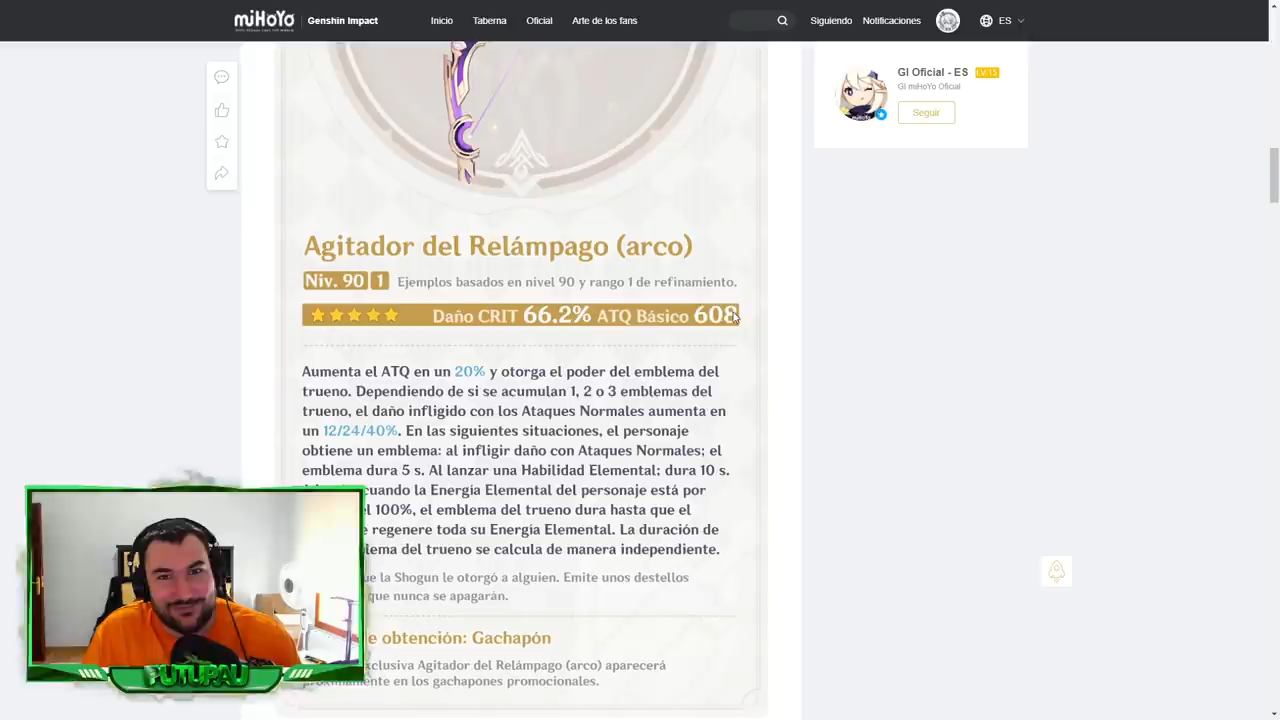 miHoYo
Genshin Impact
Inicio
Taberna
Oficial
Arte de los fans
Siguiendo
Notificaciones
ES
GI Oficial - ES
LV.15
GI miHoYo Oficial
Seguir
Agitador del Relámpago (arco)
Niv. 90 1 Ejemplos basados en nivel 90 y rango 1 de refinamiento.
Daño CRIT 66.2% ATQ Básico 608
Aumenta el ATQ en un 20% y otorga el poder del emblema del
trueno. Dependiendo de si se acumulan 1, 2 o 3 emblemas del
trueno, el daño infligido con los Ataques Normales aumenta en
un 12/24/40%. En las siguientes situaciones, el personaje
obtiene un emblema: al infligir daño con Ataques Normales; el
emblema dura 5 s. Al lanzar una Habilidad Elemental; dura 10 s.
cuando la Energía Elemental del personaje está por
el 100%, el emblema del trueno dura hasta que el
regenere toda su Energía Elemental. La duración de
lema del trueno se calcula de manera independiente.
que la Shogun le otorgó a alguien. Emite unos destellos
que nunca se apagarán.
e obtención: Gachapón
xclusiva Agitador del Relámpago (arco) aparecerá
próximamente en los gachapones promocionales.
FUTUPAU